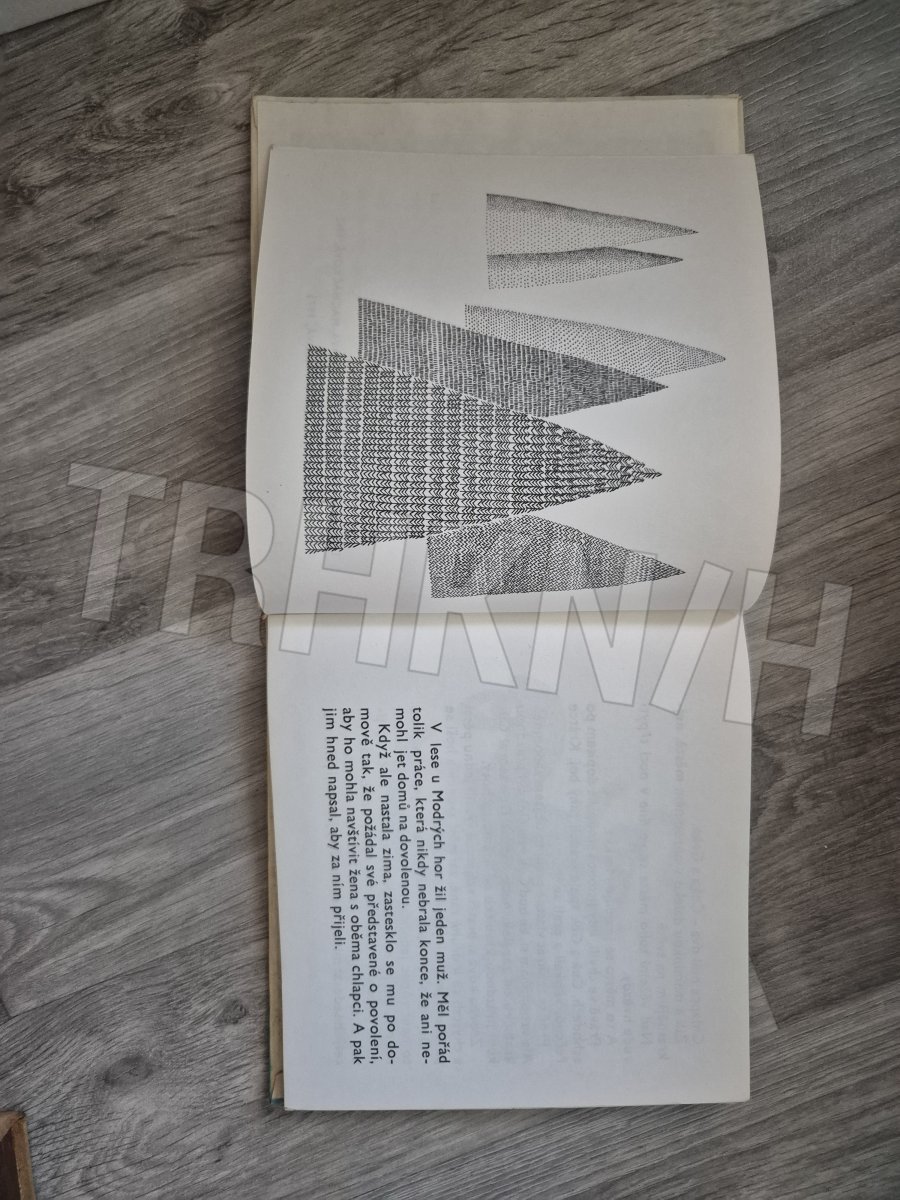 V lese u Modrých hor žil jeden muž. Měl pořád
tolik práce, která nikdy nebrala konce, že ani ne-
mohl jet domů na dovolenou.
Když ale nastala zima, zastesklo se mu po do-
mově tak, že požádal své představené o povolení,
aby ho mohla navštívit žena s oběma chlapci. A pak
jim hned napsal, aby za ním přijeli.
TRHKNI/H